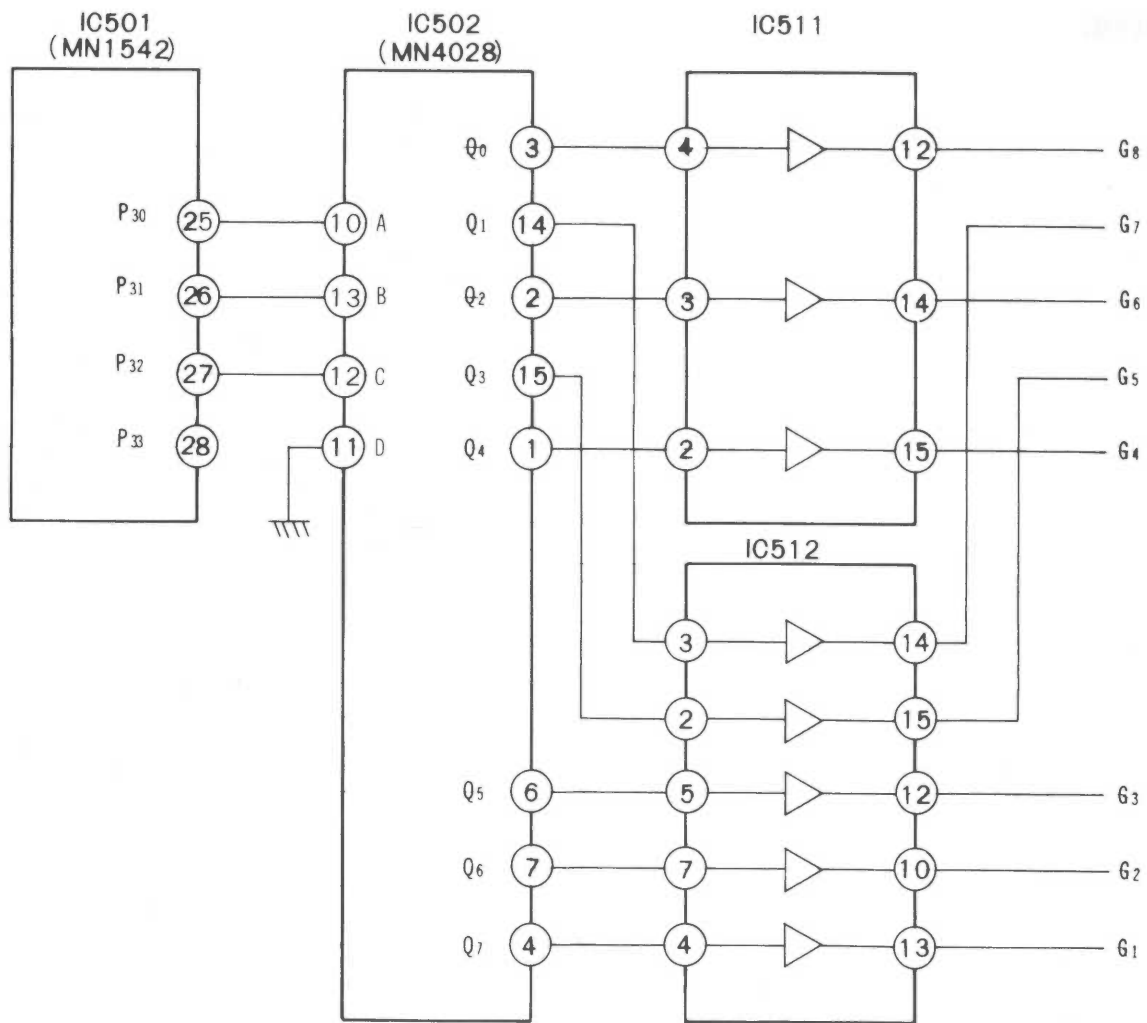 IC501
(MN1542)
IC502
(MN4028)
IC511
Q0 3 4 12 G8
P30 25 10 A Q1 14 G7
P31 26 13 B Q2 2 3 14 G6
P32 27 12 C Q3 15 G5
P33 28 11 D Q4 1 2 15 G4
IC512
3 14
2 15
Q5 6 5 12 G3
Q6 7 7 10 G2
Q7 4 4 13 G1